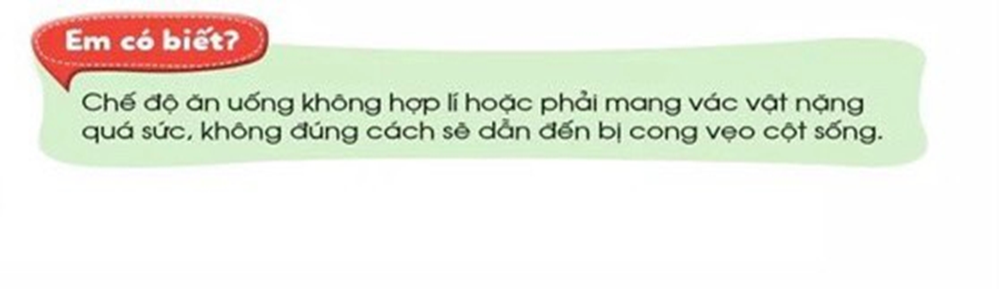 Em có biết?
Chế độ ăn uống không hợp lí hoặc phải mang vác vật nặng
quá sức, không đúng cách sẽ dẫn đến bị cong vẹo cột sống.